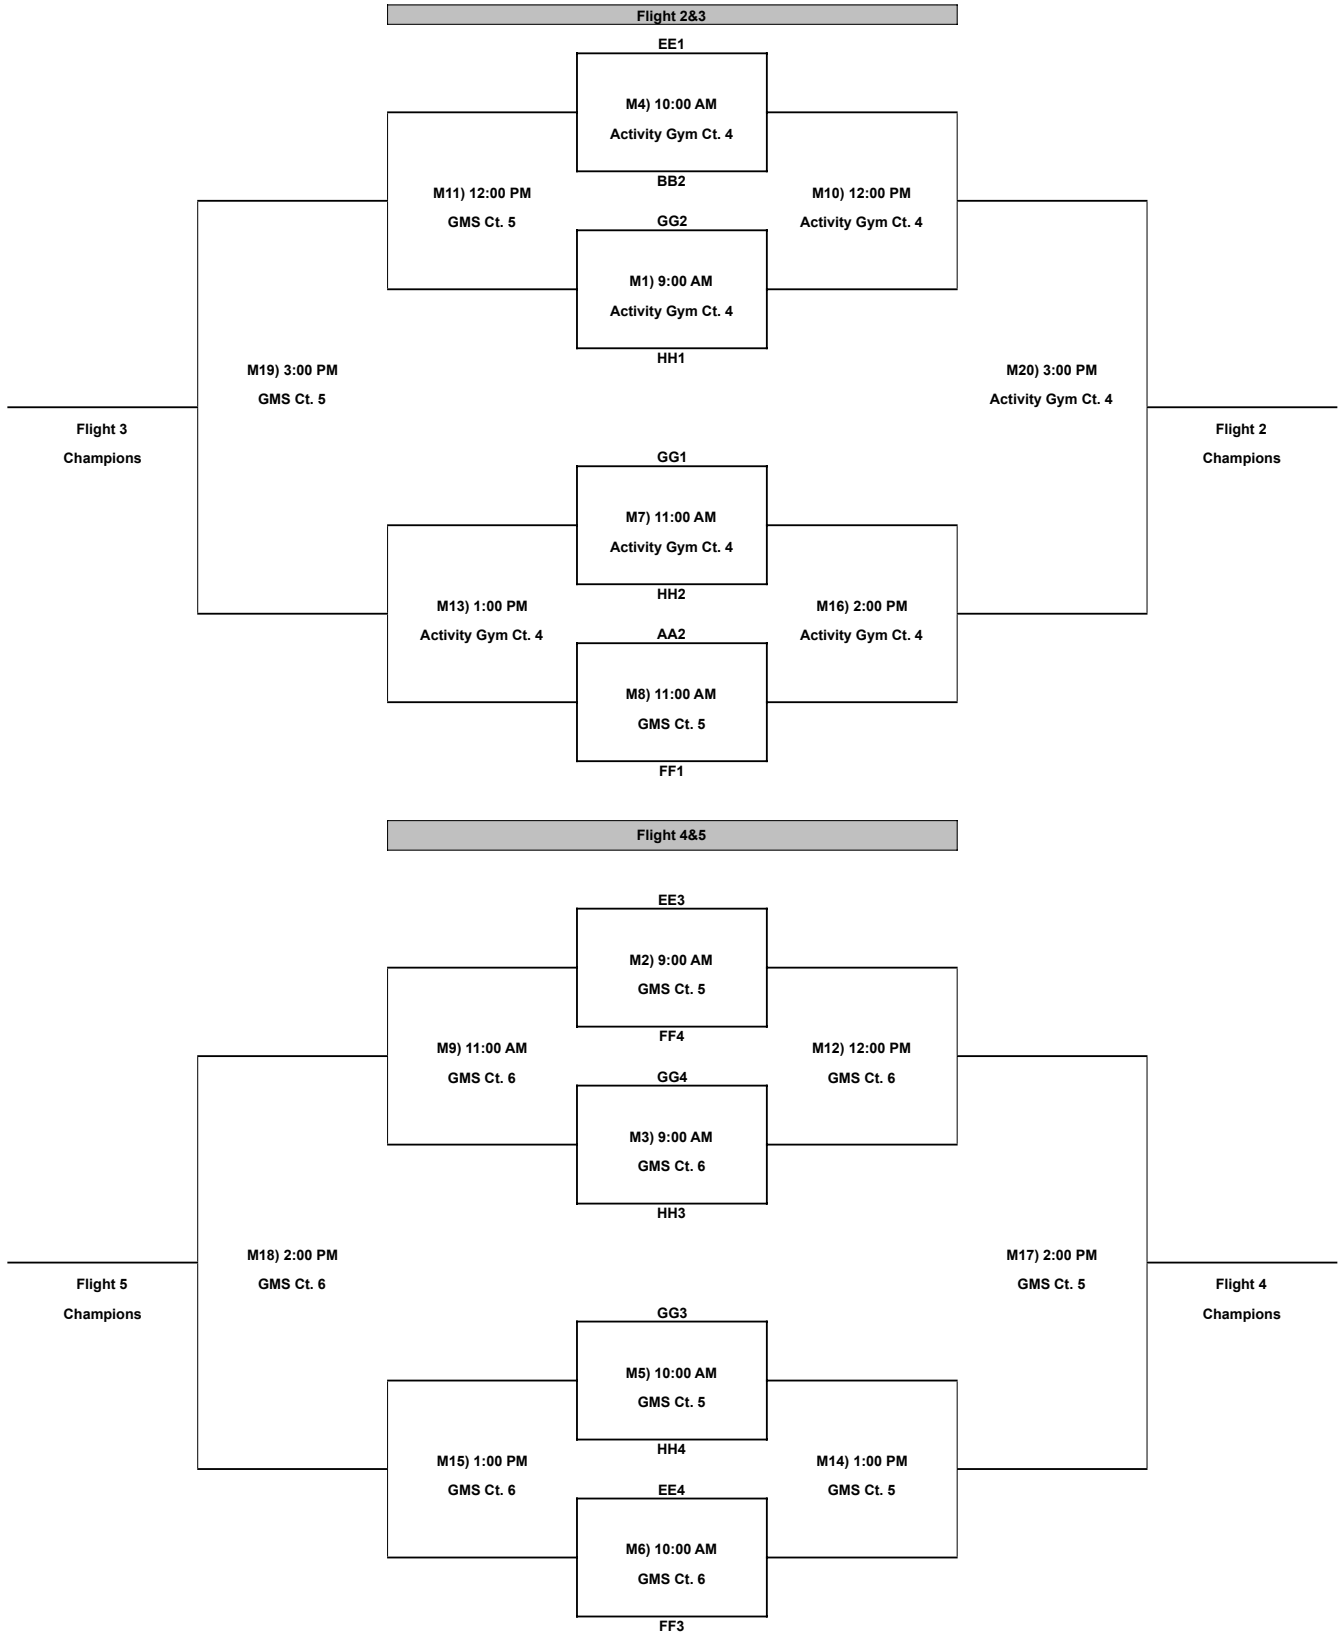 Flight 2&3
EE1
M4) 10:00 AM
Activity Gym Ct. 4
BB2
M11) 12:00 PM
GMS Ct. 5
M10) 12:00 PM
Activity Gym Ct. 4
GG2
M1) 9:00 AM
Activity Gym Ct. 4
HH1
M19) 3:00 PM
GMS Ct. 5
M20) 3:00 PM
Activity Gym Ct. 4
Flight 3
Champions
Flight 2
Champions
GG1
M7) 11:00 AM
Activity Gym Ct. 4
HH2
M13) 1:00 PM
Activity Gym Ct. 4
M16) 2:00 PM
Activity Gym Ct. 4
AA2
M8) 11:00 AM
GMS Ct. 5
FF1
Flight 4&5
EE3
M2) 9:00 AM
GMS Ct. 5
FF4
M9) 11:00 AM
GMS Ct. 6
M12) 12:00 PM
GMS Ct. 6
GG4
M3) 9:00 AM
GMS Ct. 6
HH3
M18) 2:00 PM
GMS Ct. 6
M17) 2:00 PM
GMS Ct. 5
Flight 5
Champions
Flight 4
Champions
GG3
M5) 10:00 AM
GMS Ct. 5
HH4
M15) 1:00 PM
GMS Ct. 6
M14) 1:00 PM
GMS Ct. 5
EE4
M6) 10:00 AM
GMS Ct. 6
FF3